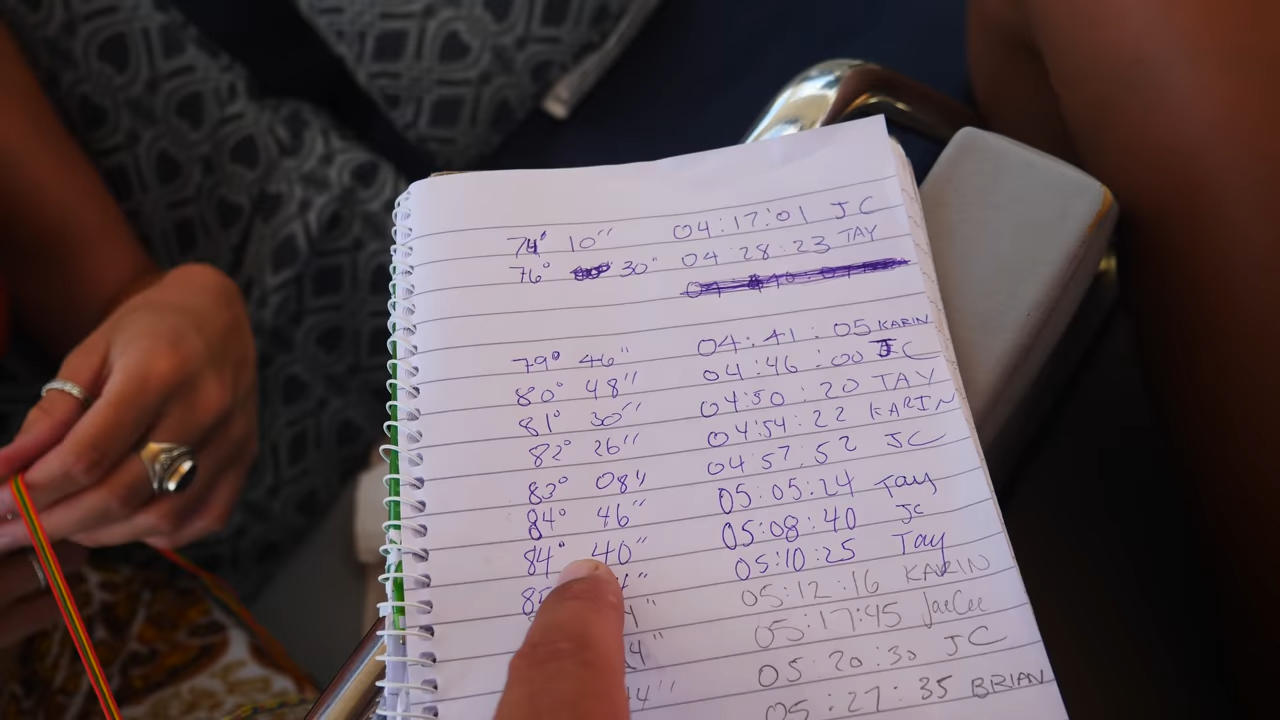 74° 10" 04:17:01 JC
76° 30" 04 28:23 TAY
79° 46" 04:41:05 KARIN
80° 48" 04:46:00 JC
81° 30" 04:50:20 TAY
82° 26" 04:54:22 KARIN
83° 08" 04:57:52 JC
84° 46" 05:05:24 Tay
84° 40" 05:08:40 Jc
05:10:25 Tay
05:12:16 KARIN
05:17:45 JaeCee
05:20:30 JC
05:27:35 BRIAN